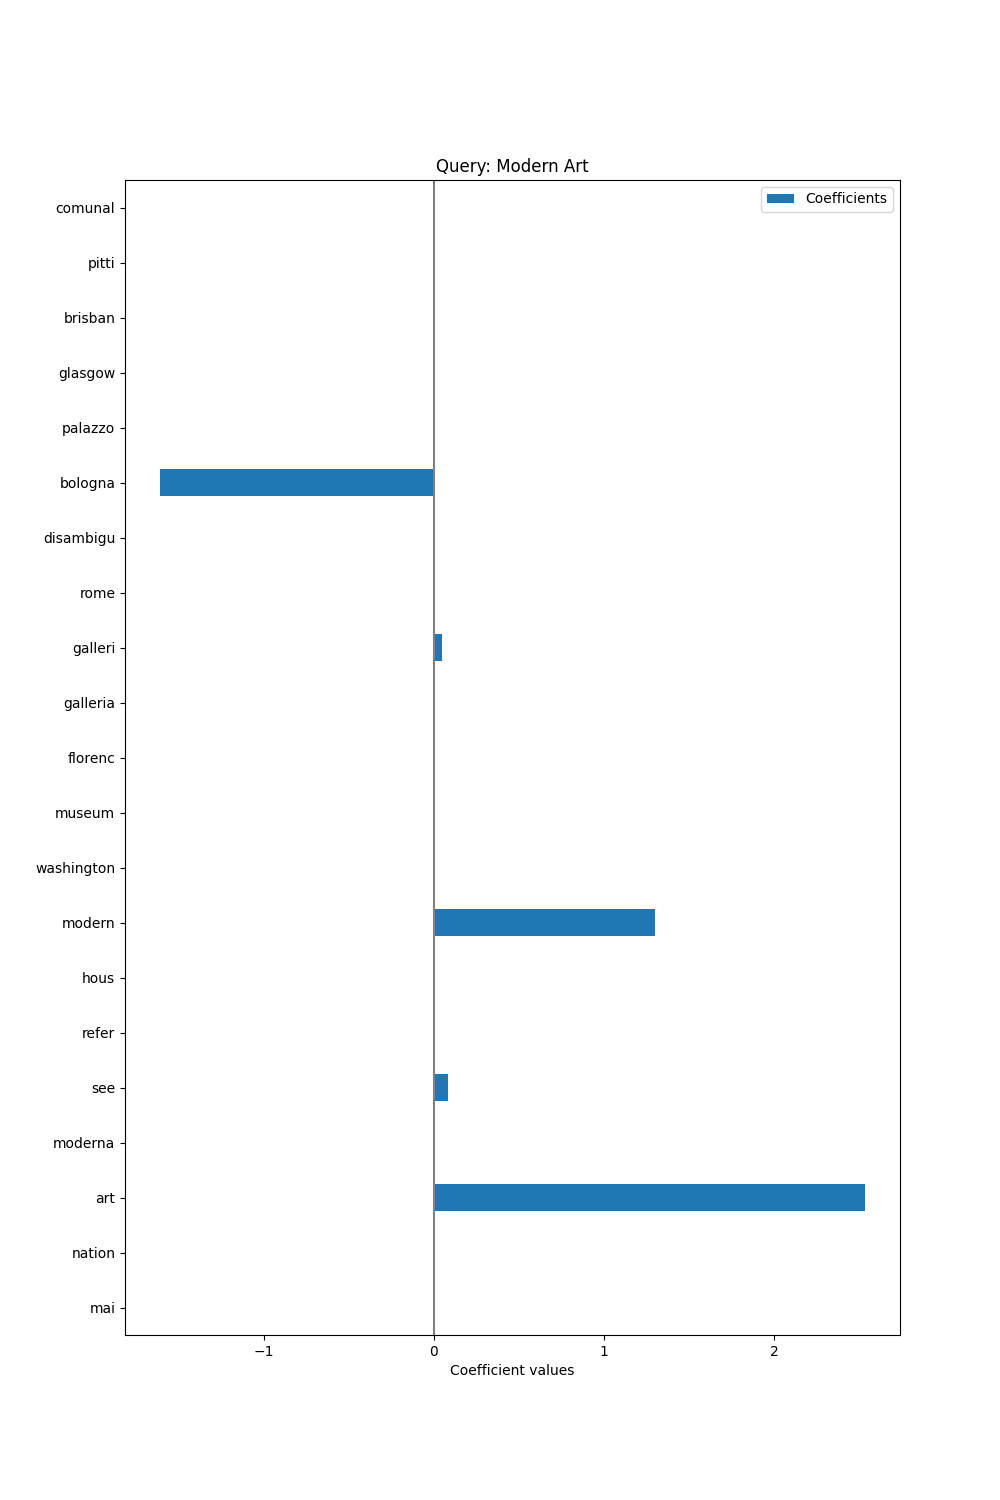 Query: Modern Art
Coefficients
comunal
pitti
brisban
glasgow
palazzo
bologna
disambigu
rome
galleri
galleria
florenc
museum
washington
modern
hous
refer
see
moderna
art
nation
mai
−1 0 1 2
Coefficient values